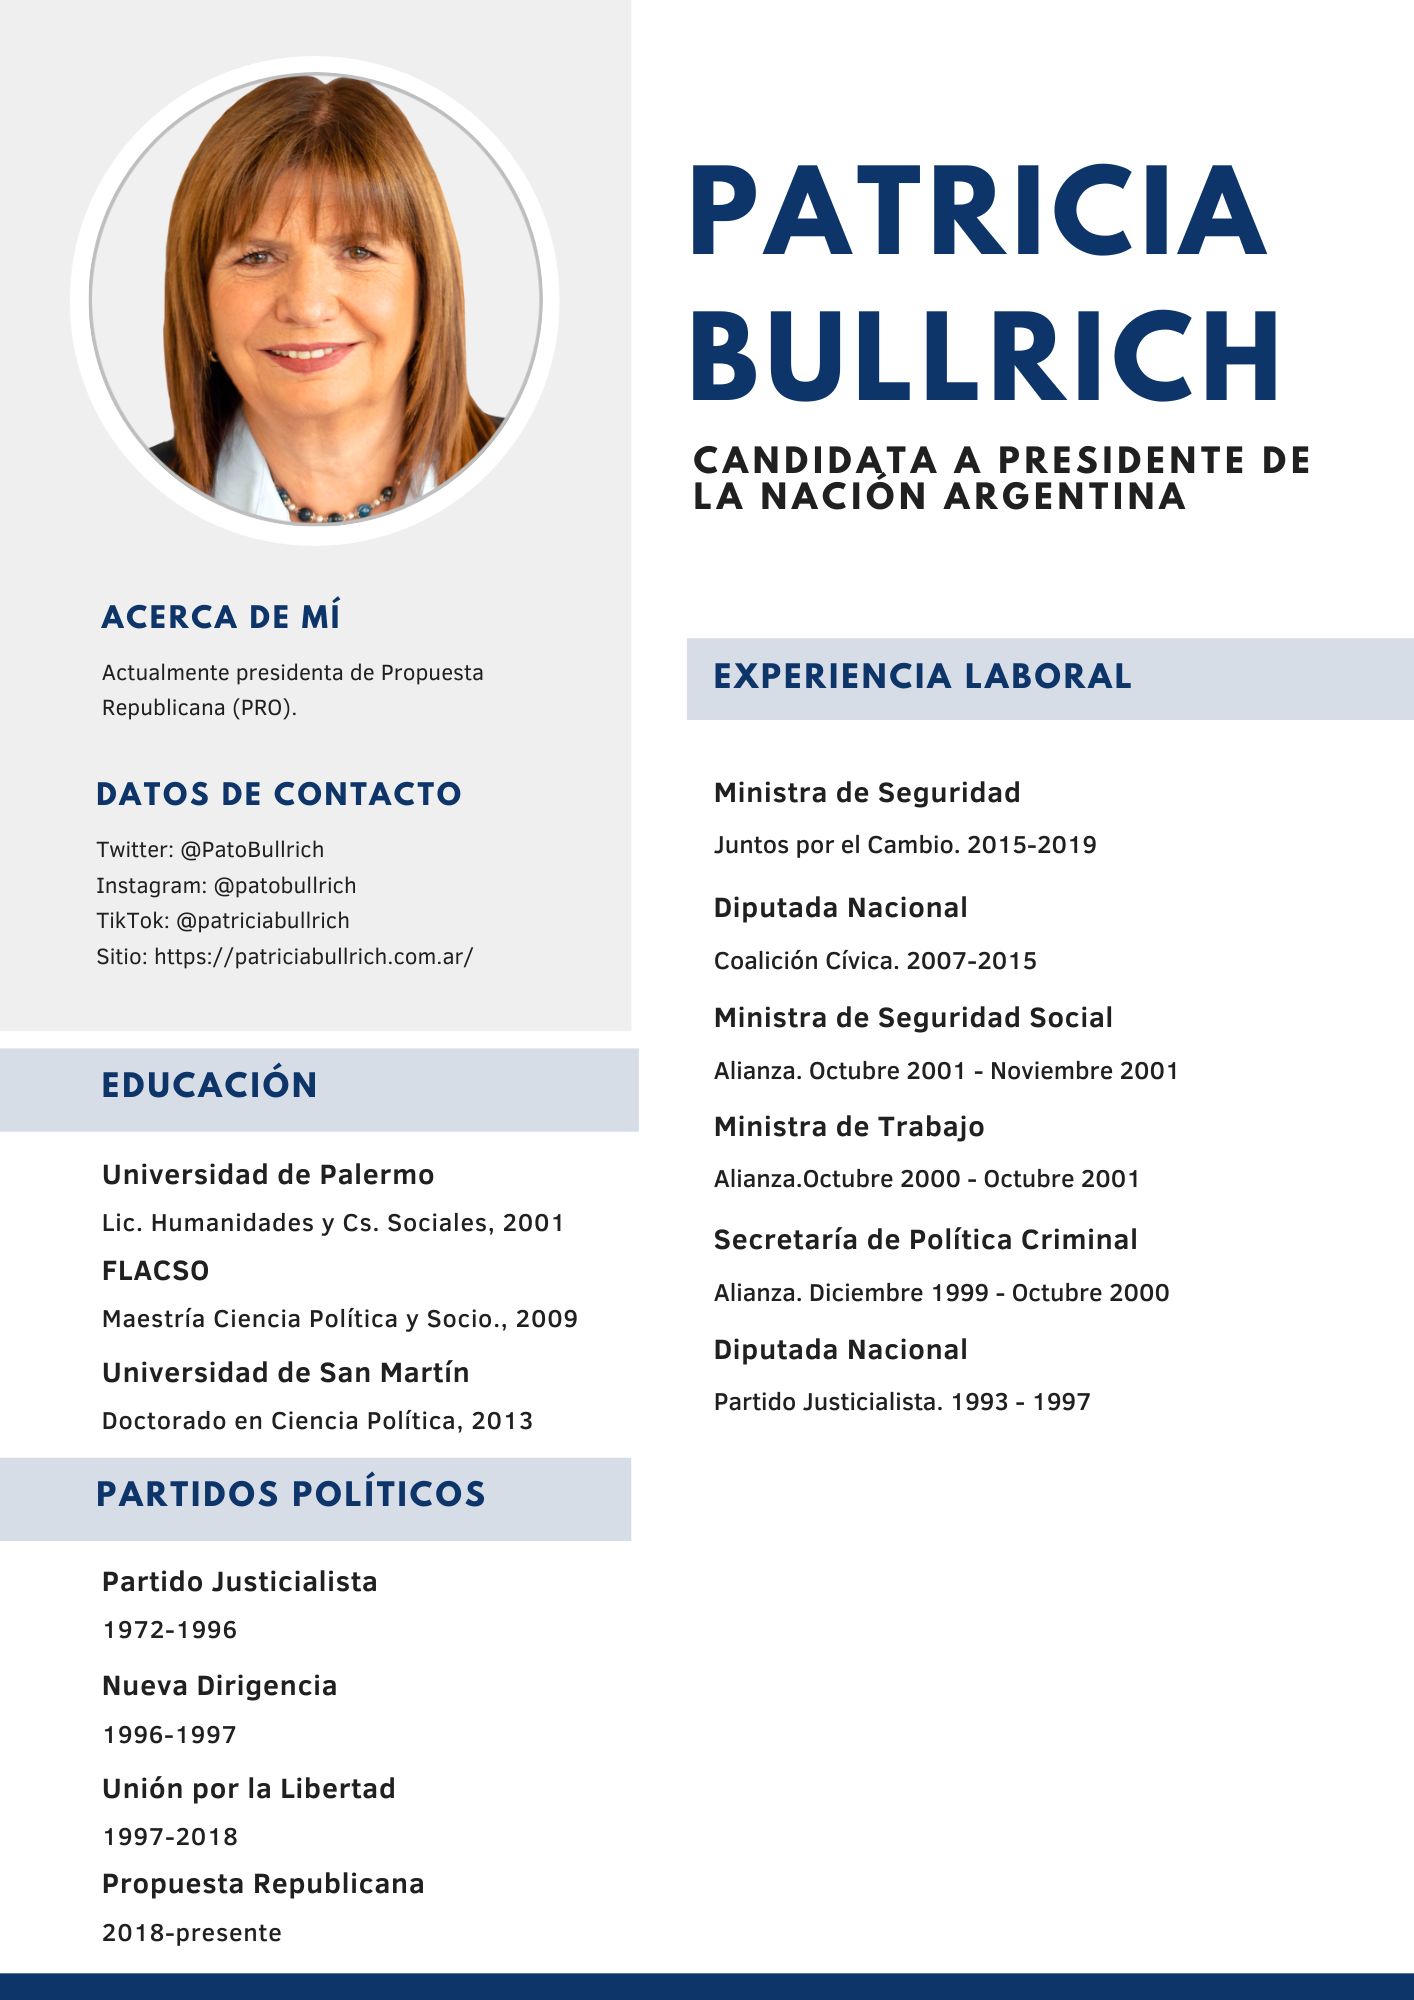 PATRICIA
BULLRICH
CANDIDATA A PRESIDENTE DE
LA NACIÓN ARGENTINA
ACERCA DE MÍ
Actualmente presidenta de Propuesta
Republicana (PRO).
DATOS DE CONTACTO
Twitter: @PatoBullrich
Instagram: @patobullrich
TikTok: @patriciabullrich
Sitio: https://patriciabullrich.com.ar/
EDUCACIÓN
Universidad de Palermo
Lic. Humanidades y Cs. Sociales, 2001
FLACSO
Maestría Ciencia Política y Socio., 2009
Universidad de San Martín
Doctorado en Ciencia Política, 2013
PARTIDOS POLÍTICOS
Partido Justicialista
1972-1996
Nueva Dirigencia
1996-1997
Unión por la Libertad
1997-2018
Propuesta Republicana
2018-presente
EXPERIENCIA LABORAL
Ministra de Seguridad
Juntos por el Cambio. 2015-2019
Diputada Nacional
Coalición Cívica. 2007-2015
Ministra de Seguridad Social
Alianza. Octubre 2001 - Noviembre 2001
Ministra de Trabajo
Alianza.Octubre 2000 - Octubre 2001
Secretaría de Política Criminal
Alianza. Diciembre 1999 - Octubre 2000
Diputada Nacional
Partido Justicialista. 1993 - 1997